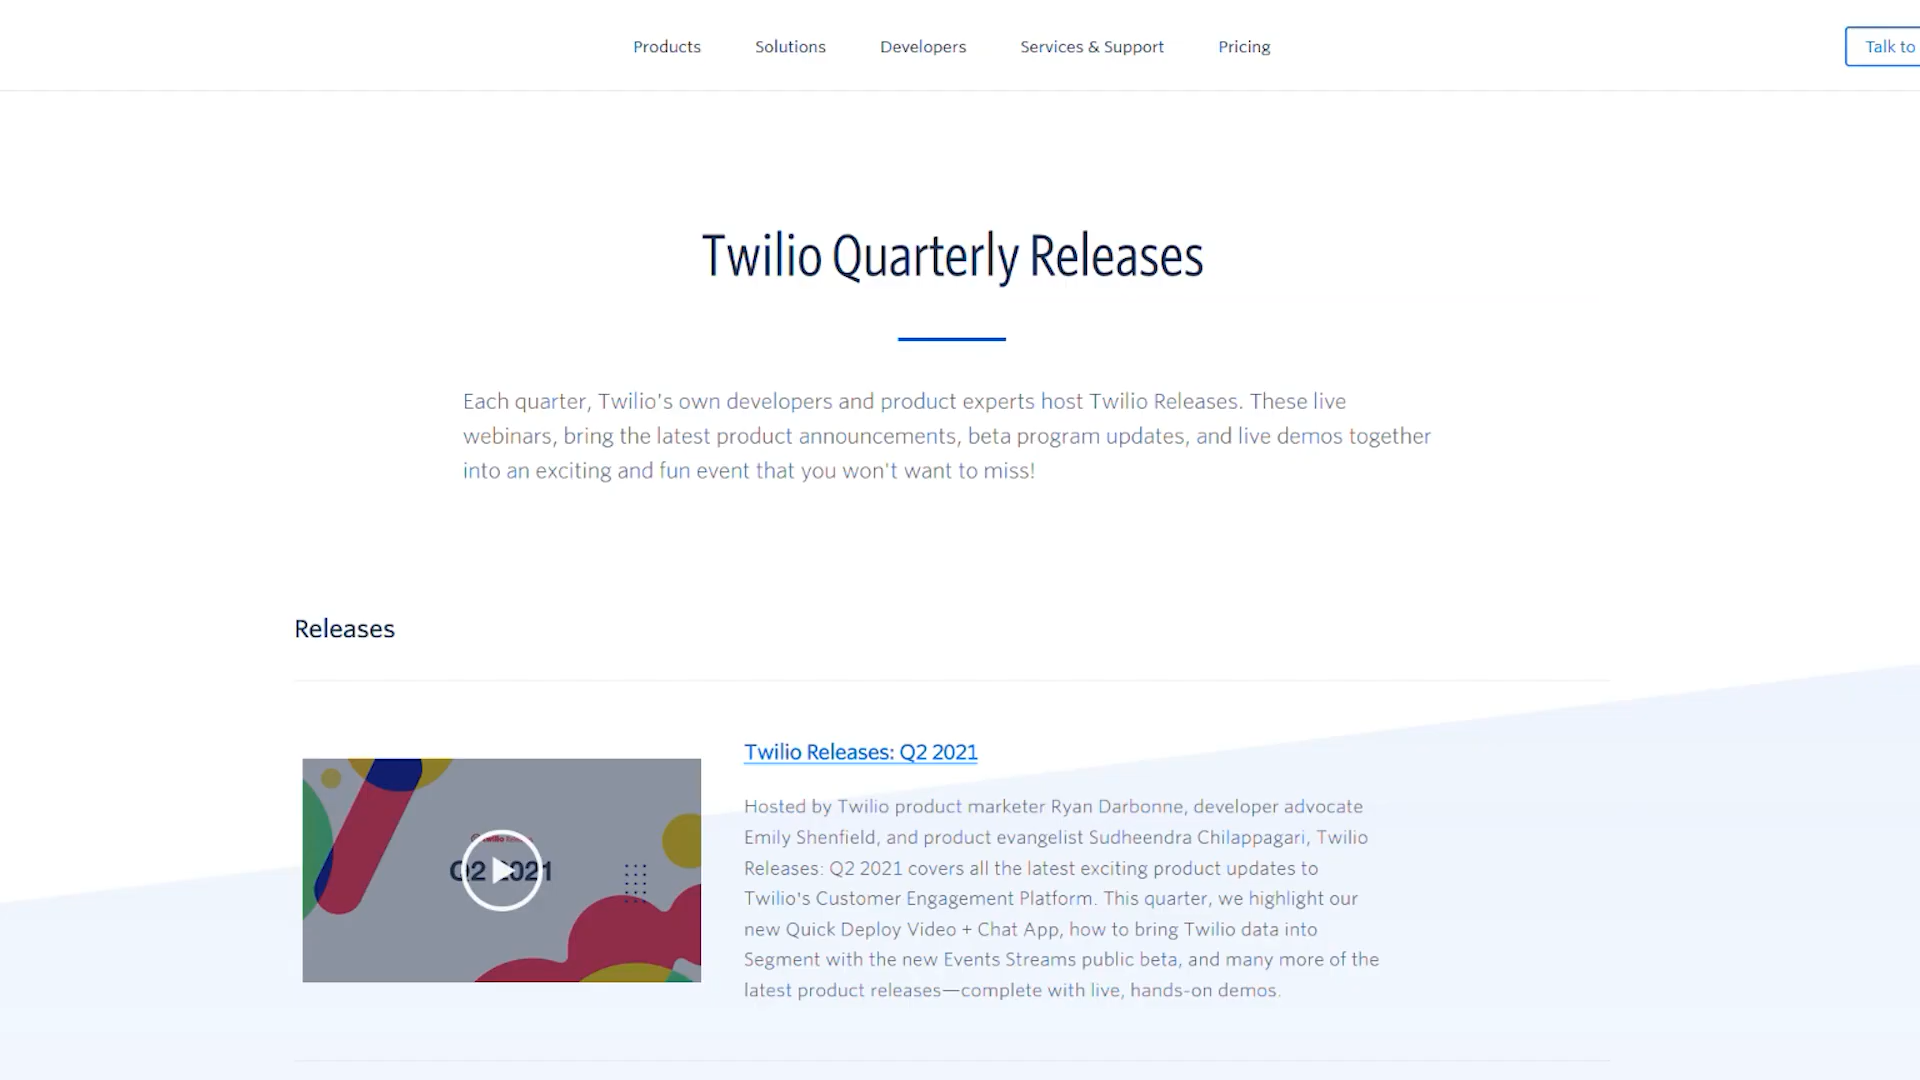 Products Solutions Developers Services & Support Pricing Talk to
Twilio Quarterly Releases
Each quarter, Twilio's own developers and product experts host Twilio Releases. These live
webinars, bring the latest product announcements, beta program updates, and live demos together
into an exciting and fun event that you won't want to miss!
Releases
Twilio Releases: Q2 2021
Hosted by Twilio product marketer Ryan Darbonne, developer advocate
Emily Shenfield, and product evangelist Sudheendra Chilappagari, Twilio
Releases: Q2 2021 covers all the latest exciting product updates to
Twilio's Customer Engagement Platform. This quarter, we highlight our
new Quick Deploy Video + Chat App, how to bring Twilio data into
Segment with the new Events Streams public beta, and many more of the
latest product releases—complete with live, hands-on demos.
Q2 2021